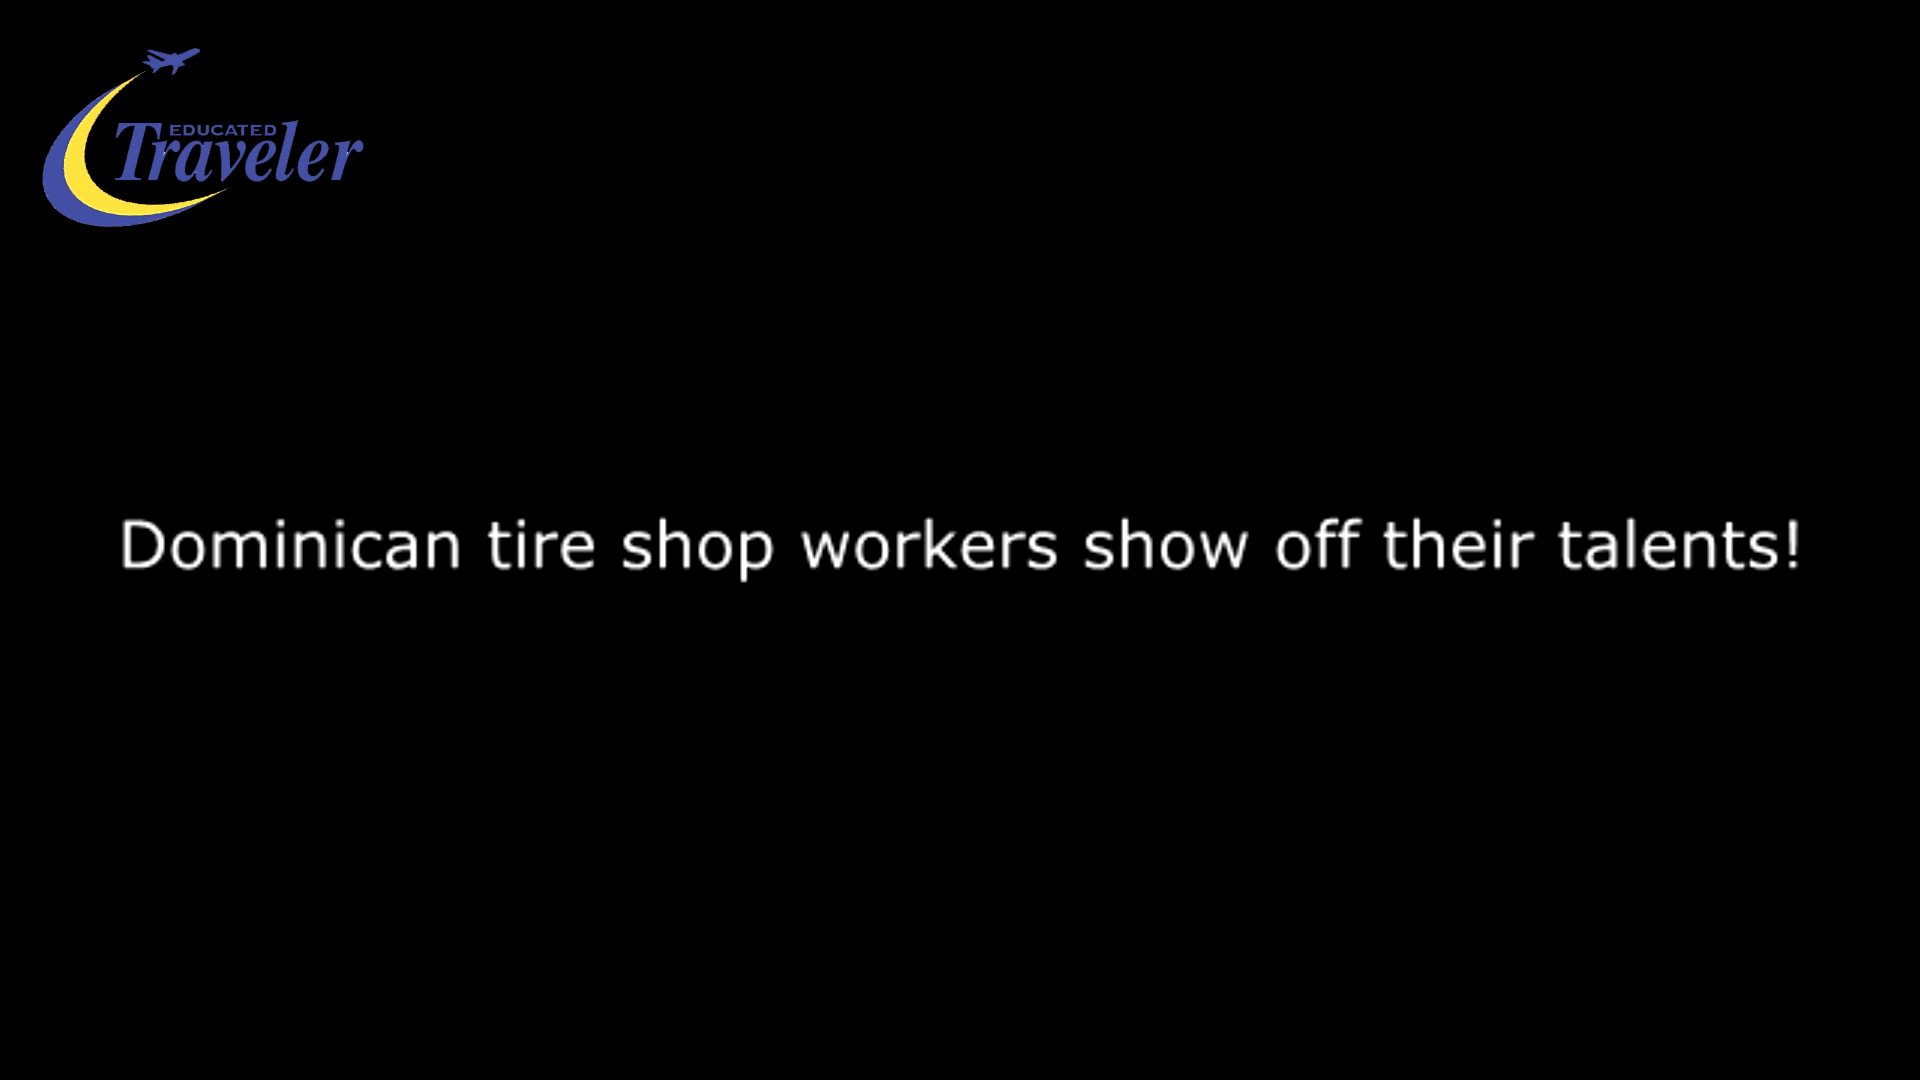 EDUCATED
Traveler
Dominican tire shop workers show off their talents!